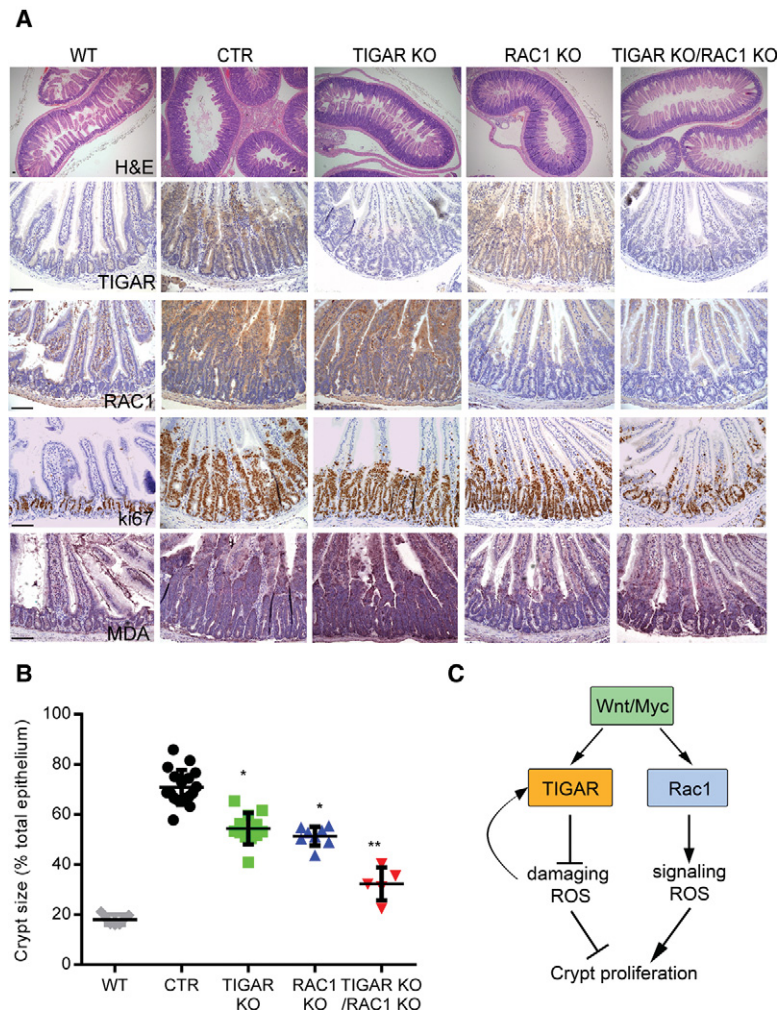 A
WT CTR TIGAR KO RAC1 KO TIGAR KO/RAC1 KO
H&E
TIGAR
RAC1
ki67
MDA
B
Crypt size (% total epithelium)
100
80
60
40
20
0
*
*
**
WT CTR TIGAR RAC1 TIGAR KO
KO KO /RAC1 KO
C
Wnt/Myc
TIGAR Rac1
damaging signaling
ROS ROS
Crypt proliferation